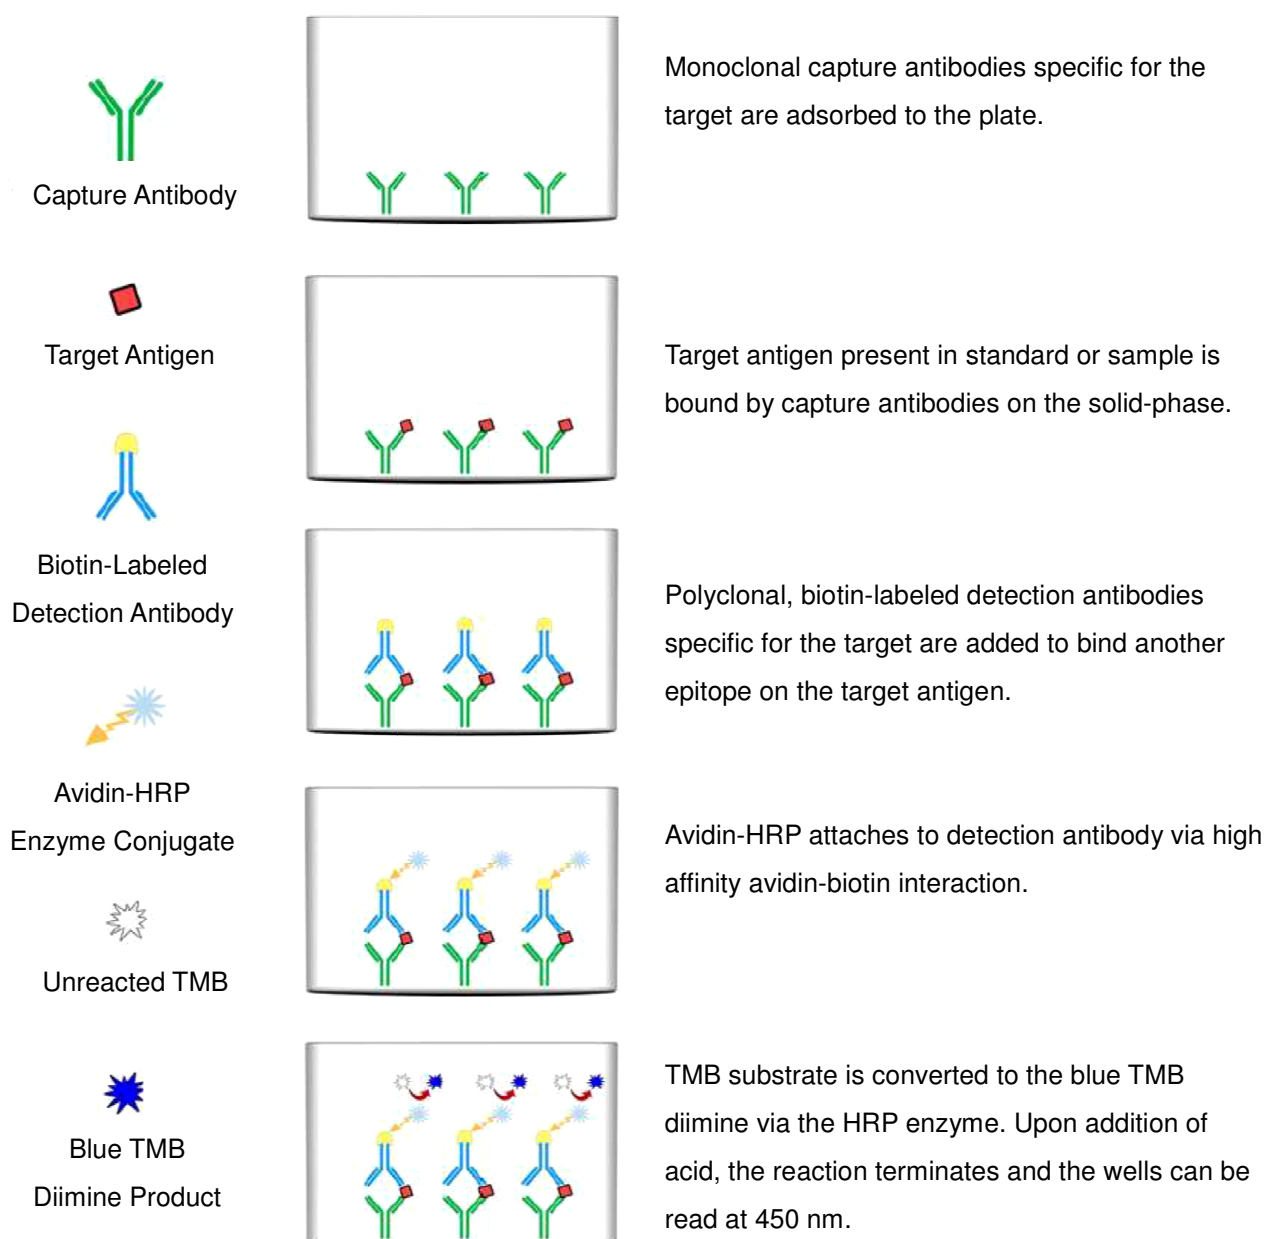 Monoclonal capture antibodies specific for the
target are adsorbed to the plate.
Capture Antibody
Target Antigen
Target antigen present in standard or sample is
bound by capture antibodies on the solid-phase.
Biotin-Labeled
Detection Antibody
Polyclonal, biotin-labeled detection antibodies
specific for the target are added to bind another
epitope on the target antigen.
Avidin-HRP
Enzyme Conjugate
Avidin-HRP attaches to detection antibody via high
affinity avidin-biotin interaction.
Unreacted TMB
Blue TMB
Diimine Product
TMB substrate is converted to the blue TMB
diimine via the HRP enzyme. Upon addition of
acid, the reaction terminates and the wells can be
read at 450 nm.